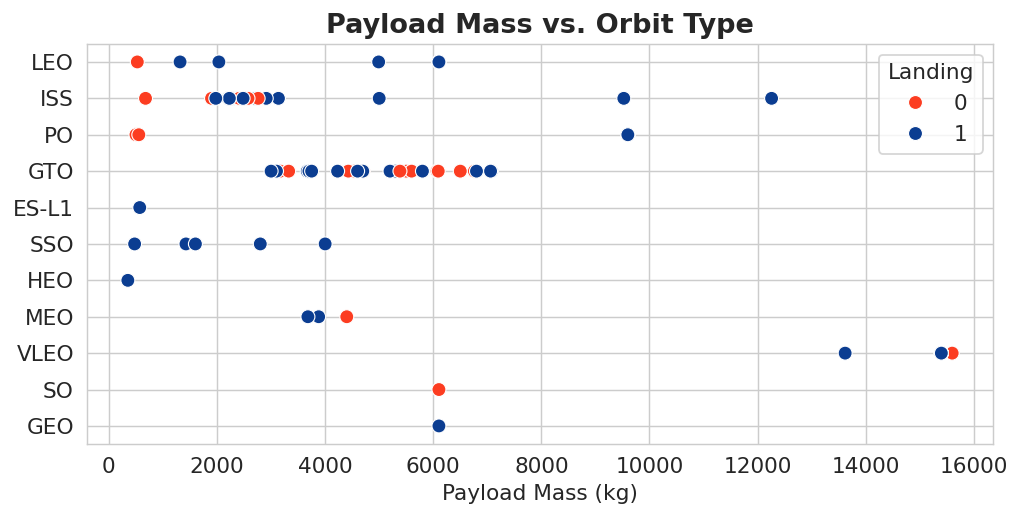 Payload Mass vs. Orbit Type
LEO
ISS
PO
GTO
ES-L1
SSO
HEO
MEO
VLEO
SO
GEO
Landing
0
1
0 2000 4000 6000 8000 10000 12000 14000 16000
Payload Mass (kg)